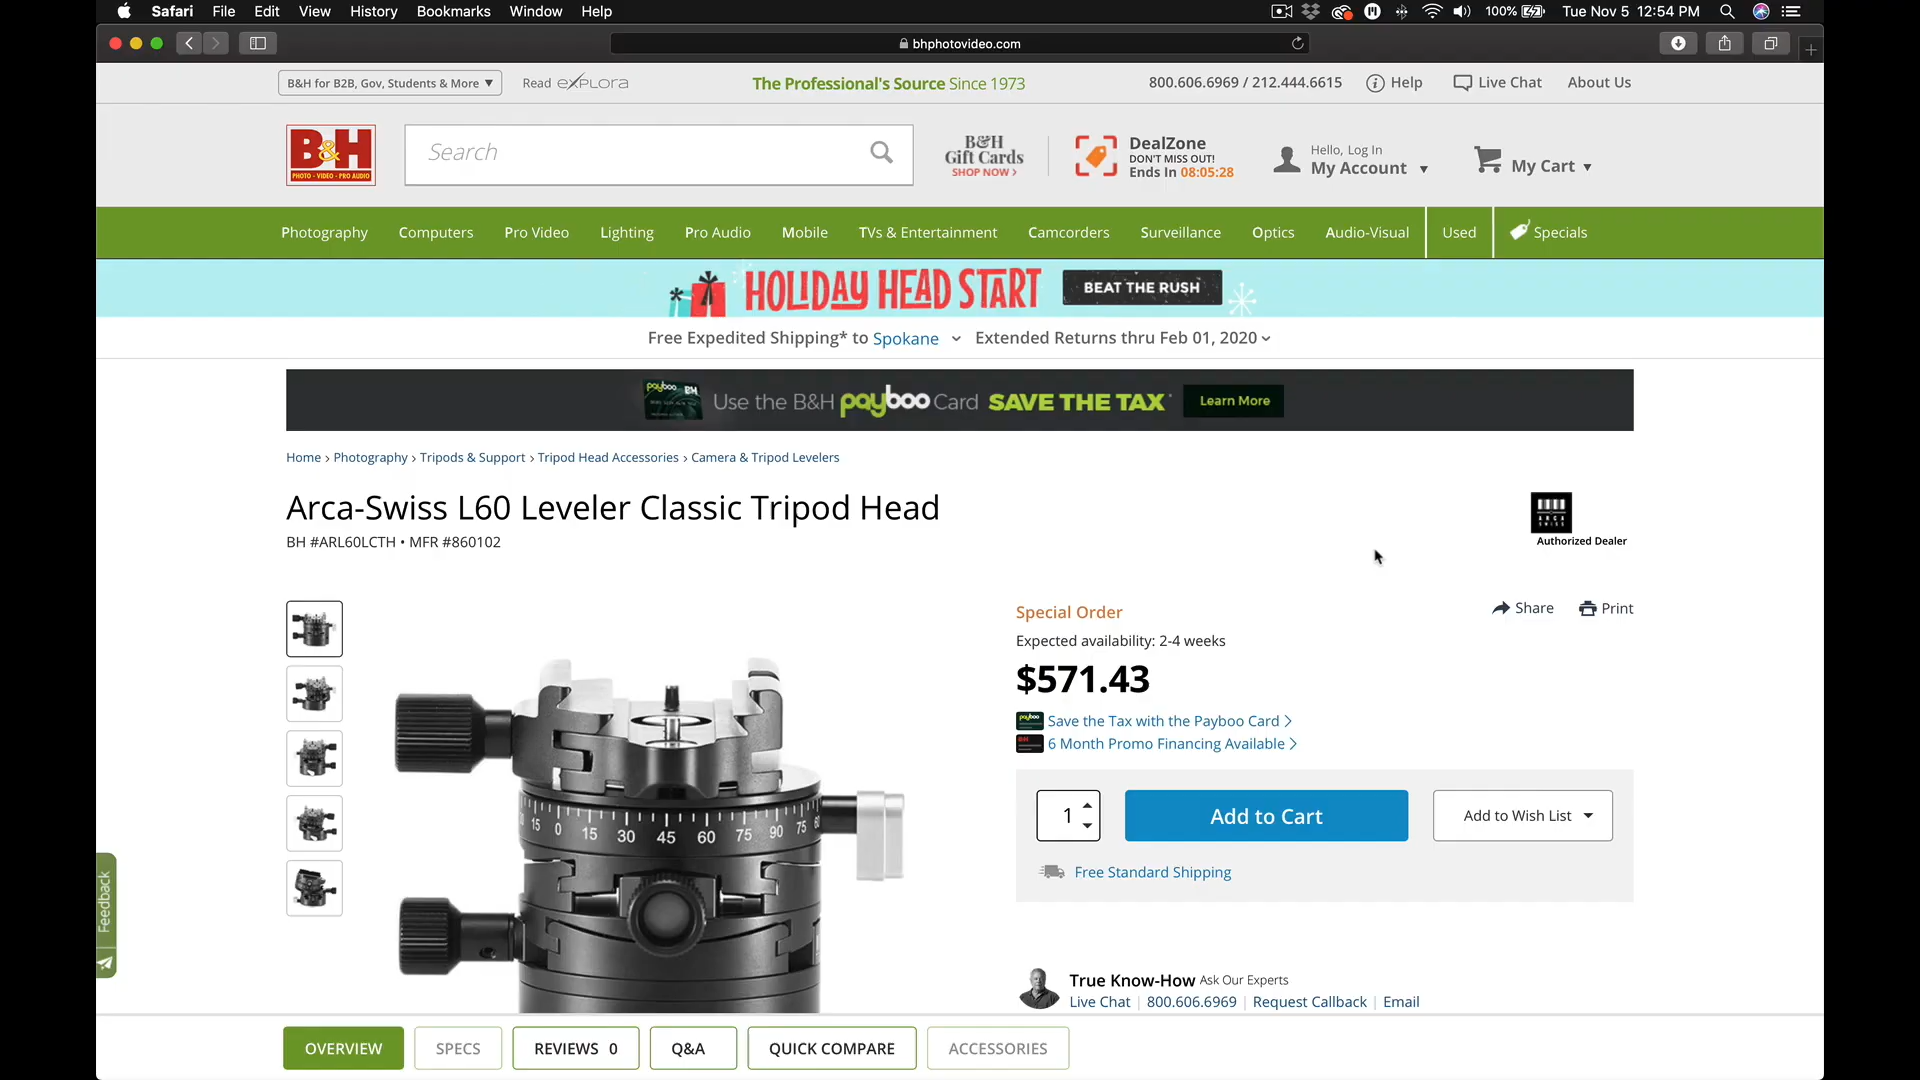 Safari File Edit View History Bookmarks Window Help 100% Tue Nov 5 12:54 PM
bhphotovideo.com
B&H for B2B, Gov, Students & More ▼ Read eXPLORA The Professional's Source Since 1973 800.606.6969 / 212.444.6615 Help Live Chat About Us
B&H
PHOTO - VIDEO - PRO AUDIO
Search
B&H
Gift Cards
SHOP NOW >
DealZone
DON'T MISS OUT!
Ends In 08:05:28
Hello, Log In
My Account ▼
My Cart ▼
Photography Computers Pro Video Lighting Pro Audio Mobile TVs & Entertainment Camcorders Surveillance Optics Audio-Visual Used Specials
HOLIDAY HEAD START BEAT THE RUSH
Free Expedited Shipping* to Spokane Extended Returns thru Feb 01, 2020
payboo BH Use the B&H payboo Card SAVE THE TAX* Learn More
Home › Photography › Tripods & Support › Tripod Head Accessories › Camera & Tripod Levelers
Arca-Swiss L60 Leveler Classic Tripod Head
BH #ARL60LCTH • MFR #860102
ARCA
SWISS
Authorized Dealer
Special Order
Share Print
Expected availability: 2-4 weeks
$571.43
payboo Save the Tax with the Payboo Card >
BH 6 Month Promo Financing Available >
15 0 15 30 45 60 75 90 75
1 Add to Cart Add to Wish List
Free Standard Shipping
Feedback
True Know-How Ask Our Experts
Live Chat | 800.606.6969 | Request Callback | Email
OVERVIEW SPECS REVIEWS 0 Q&A QUICK COMPARE ACCESSORIES